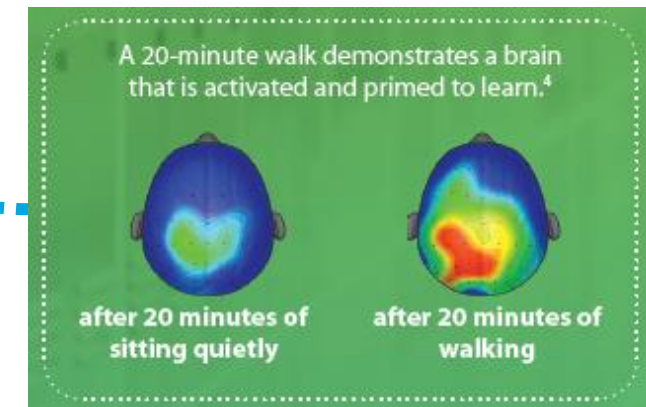 A 20-minute walk demonstrates a brain
that is activated and primed to learn.⁴
after 20 minutes of
sitting quietly
after 20 minutes of
walking